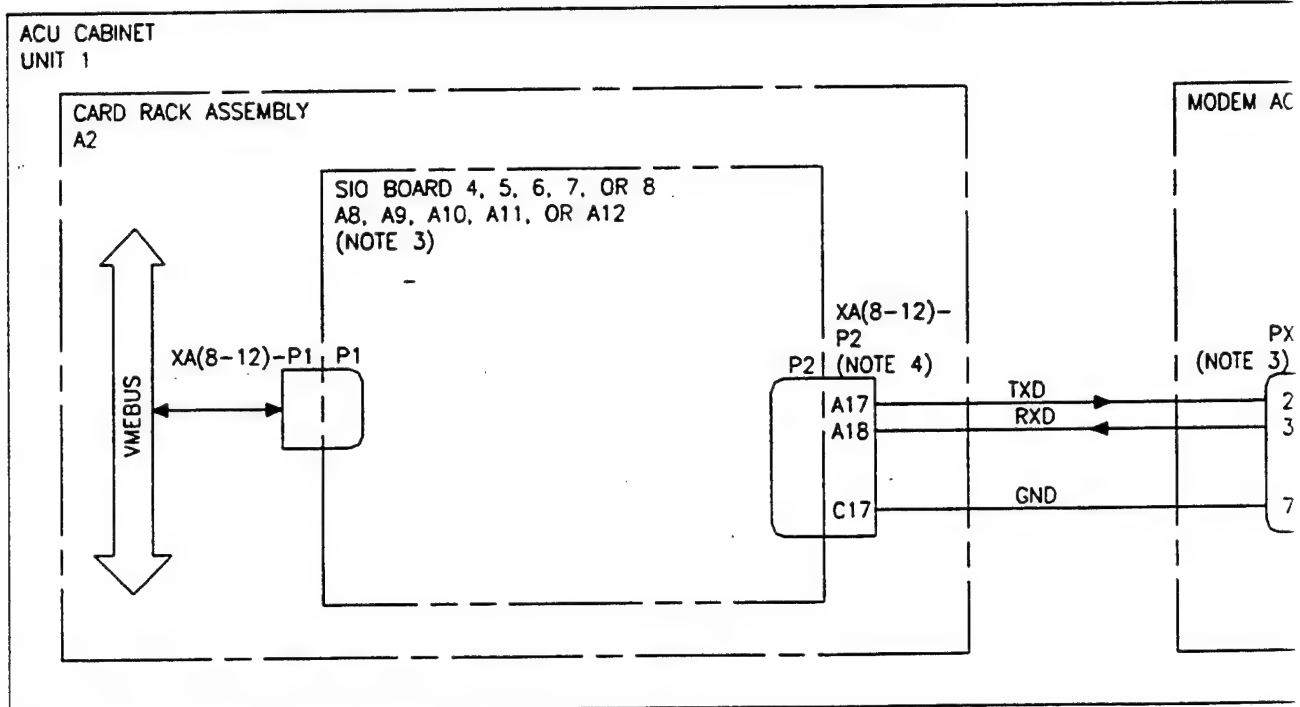 ACU CABINET
UNIT 1
CARD RACK ASSEMBLY
A2
MODEM AC
SIO BOARD 4, 5, 6, 7, OR 8
A8, A9, A10, A11, OR A12
(NOTE 3)
XA(8-12)-
P2
(NOTE 4)
XA(8-12)-P1
P1
P2
PX
(NOTE 3)
VMEBUS
A17
TXD
2
A18
RXD
3
C17
GND
7